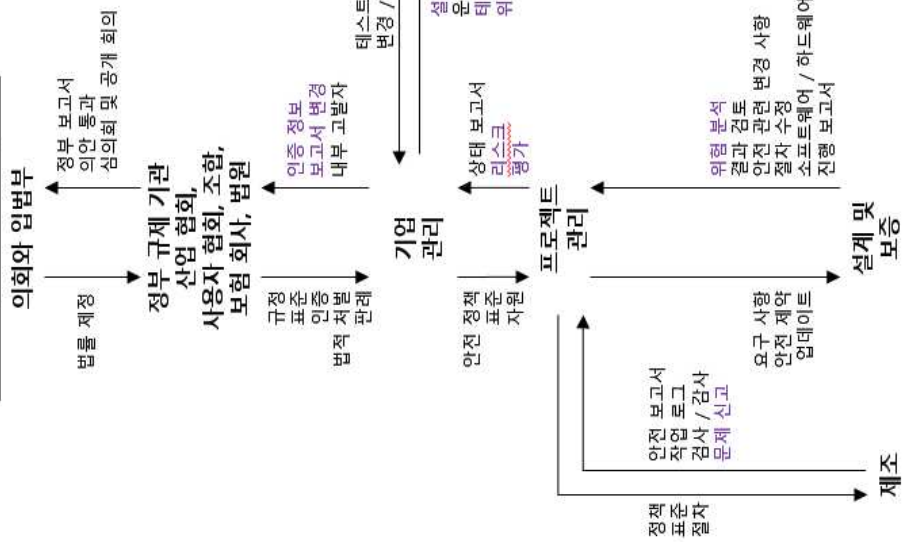 의회와 입법부
법률 제정
정부 보고서
의안 통과
심의회 및 공개 회의
정부 규제 기관
산업 협회,
사용자 협회, 조합,
보험 회사, 법원
규정
표준
인증
법적 처벌
판례
인증 정보
보고서 변경
내부 고발자
테스트
변경 /
기업
관리
설
운
테
위
안전 정책
표준
자원
상태 보고서
리스크
평가
프로젝트
관리
정책
표준
절차
안전 보고서
작업 로그
검사 / 감사
문제 신고
요구 사항
안전 제약
업데이트
위험 분석
결과 검토
안전 관련 변경 사항
절차 수정
소프트웨어 / 하드웨어
진행 보고서
제조
설계 및
보증